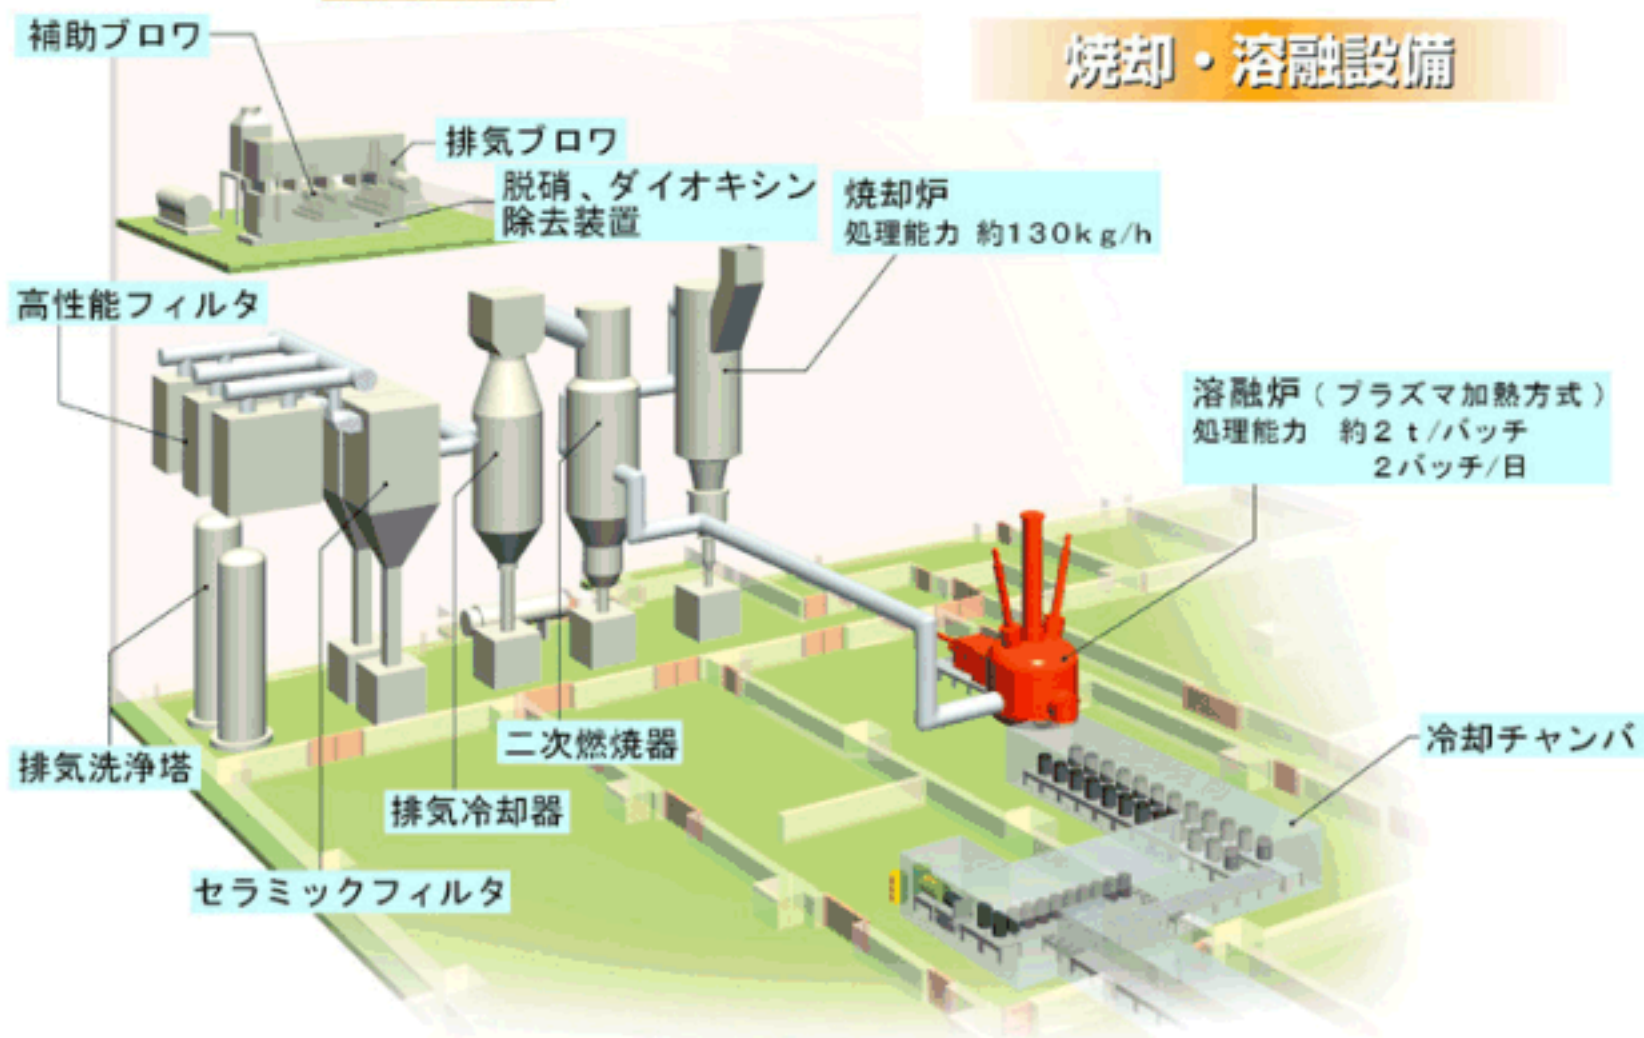 焼却・溶融設備
補助ブロワ
排気ブロワ
脱硝、ダイオキシン
除去装置
焼却炉
処理能力 約130kg/h
高性能フィルタ
溶融炉(プラズマ加熱方式)
処理能力 約2t/バッチ
2バッチ/日
冷却チャンバ
二次燃焼器
排気洗浄塔
排気冷却器
セラミックフィルタ